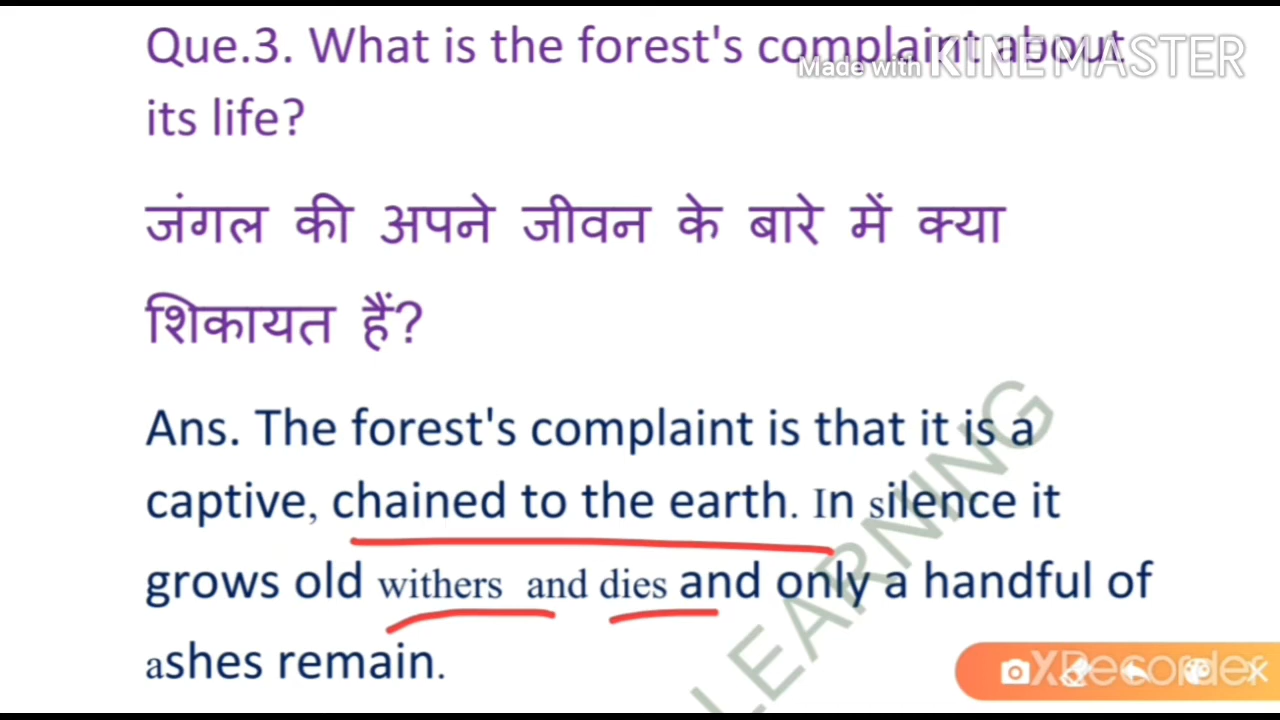 Que.3. What is the forest's complaint about
Made with KINEMASTER
its life?
जंगल की अपने जीवन के बारे में क्या
शिकायत हैं?
Ans. The forest's complaint is that it is a
captive, chained to the earth. In silence it
grows old withers and dies and only a handful of
ashes remain.
LEARNING
XRecorder